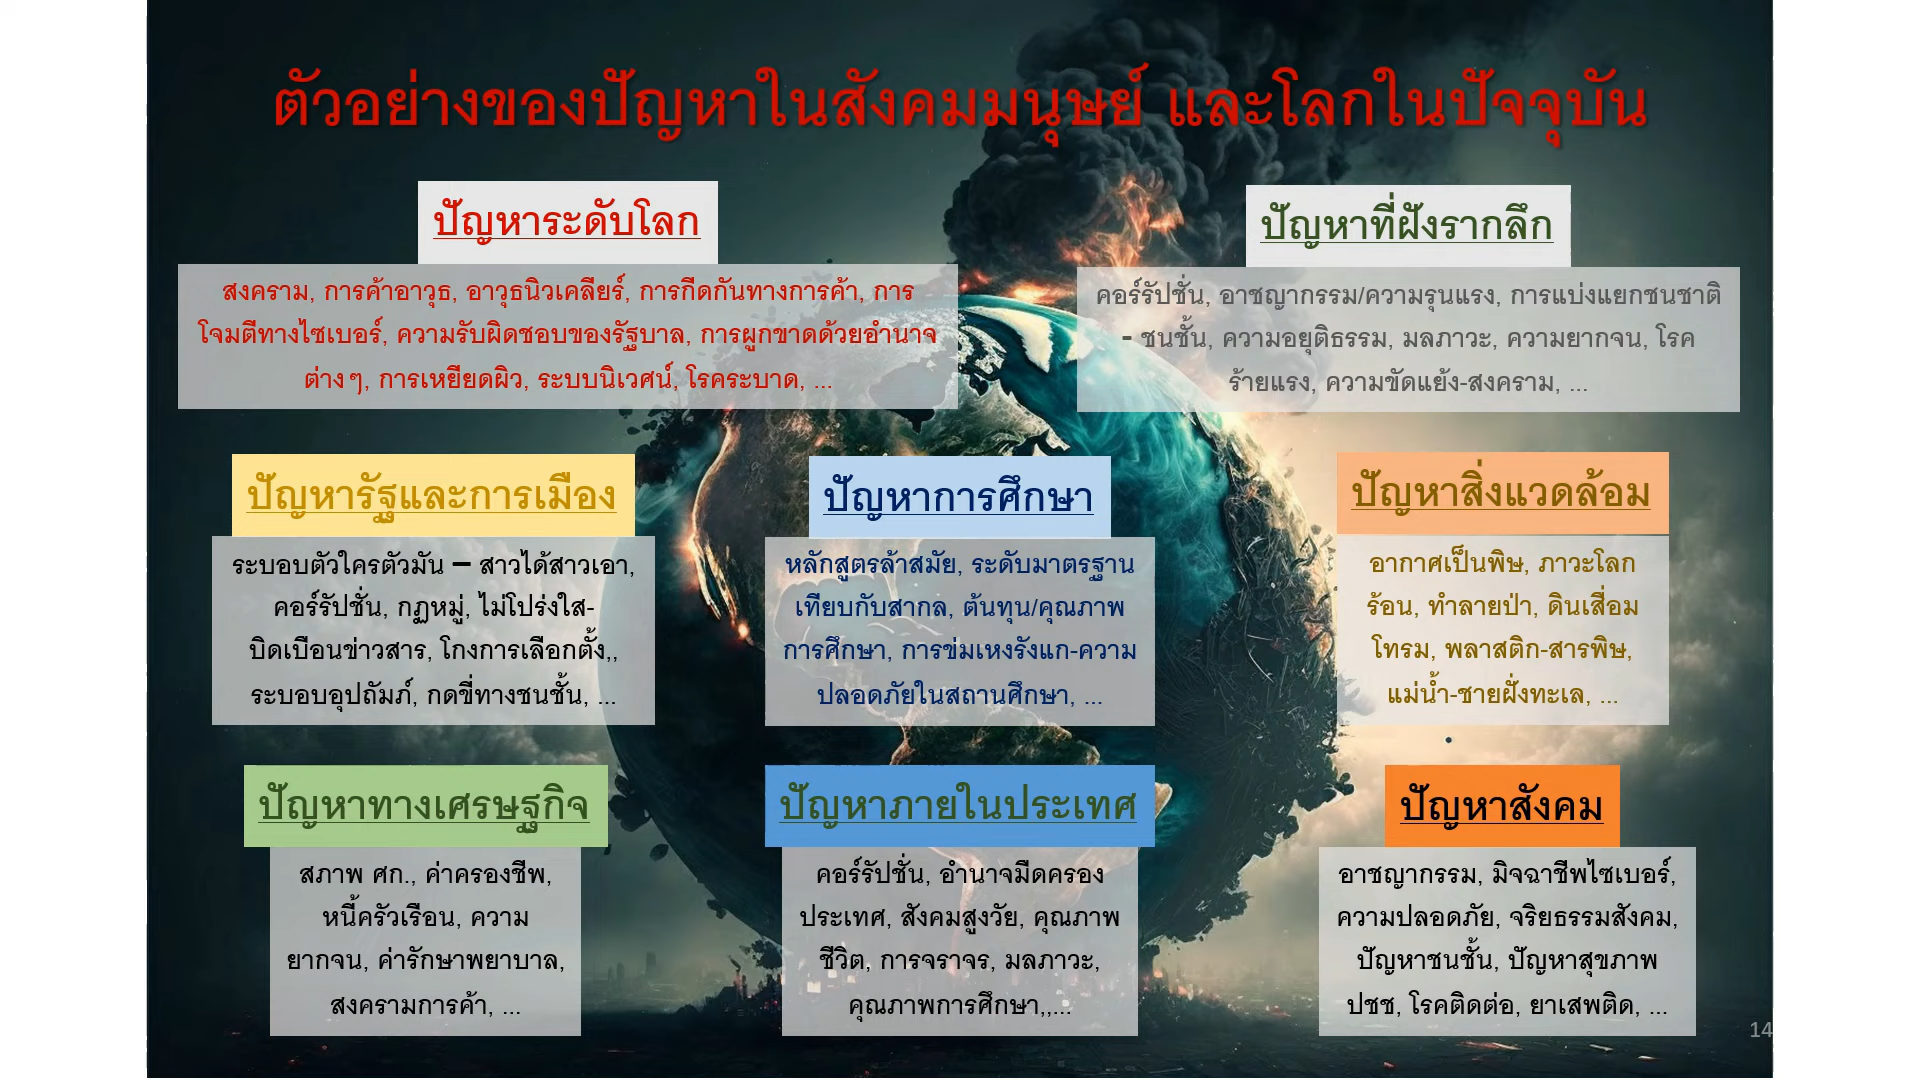 ตัวอย่างของปัญหาในสังคมมนุษย์ และโลกในปัจจุบัน
ปัญหาระดับโลก
สงคราม, การค้าอาวุธ, อาวุธนิวเคลียร์, การกีดกันทางการค้า, การ
โจมตีทางไซเบอร์, ความรับผิดชอบของรัฐบาล, การผูกขาดด้วยอำนาจ
ต่างๆ, การเหยียดผิว, ระบบนิเวศน์, โรคระบาด, ...
ปัญหาที่ฝังรากลึก
คอร์รัปชั่น, อาชญากรรม/ความรุนแรง, การแบ่งแยกชนชาติ
- ชนชั้น, ความอยุติธรรม, มลภาวะ, ความยากจน, โรค
ร้ายแรง, ความขัดแย้ง-สงคราม, ...
ปัญหารัฐและการเมือง
ระบอบตัวใครตัวมัน – สาวได้สาวเอา,
คอร์รัปชั่น, กฏหมู่, ไม่โปร่งใส-
บิดเบือนข่าวสาร, โกงการเลือกตั้ง,,
ระบอบอุปถัมภ์, กดขี่ทางชนชั้น, ...
ปัญหาการศึกษา
หลักสูตรล้าสมัย, ระดับมาตรฐาน
เทียบกับสากล, ต้นทุน/คุณภาพ
การศึกษา, การข่มเหงรังแก-ความ
ปลอดภัยในสถานศึกษา, ...
ปัญหาสิ่งแวดล้อม
อากาศเป็นพิษ, ภาวะโลก
ร้อน, ทำลายป่า, ดินเสื่อม
โทรม, พลาสติก-สารพิษ,
แม่น้ำ-ชายฝั่งทะเล, ...
ปัญหาทางเศรษฐกิจ
สภาพ ศก., ค่าครองชีพ,
หนี้ครัวเรือน, ความ
ยากจน, ค่ารักษาพยาบาล,
สงครามการค้า, ...
ปัญหาภายในประเทศ
คอร์รัปชั่น, อำนาจมืดครอง
ประเทศ, สังคมสูงวัย, คุณภาพ
ชีวิต, การจราจร, มลภาวะ,
คุณภาพการศึกษา,,...
ปัญหาสังคม
อาชญากรรม, มิจฉาชีพไซเบอร์,
ความปลอดภัย, จริยธรรมสังคม,
ปัญหาชนชั้น, ปัญหาสุขภาพ
ปชช, โรคติดต่อ, ยาเสพติด, ...
14